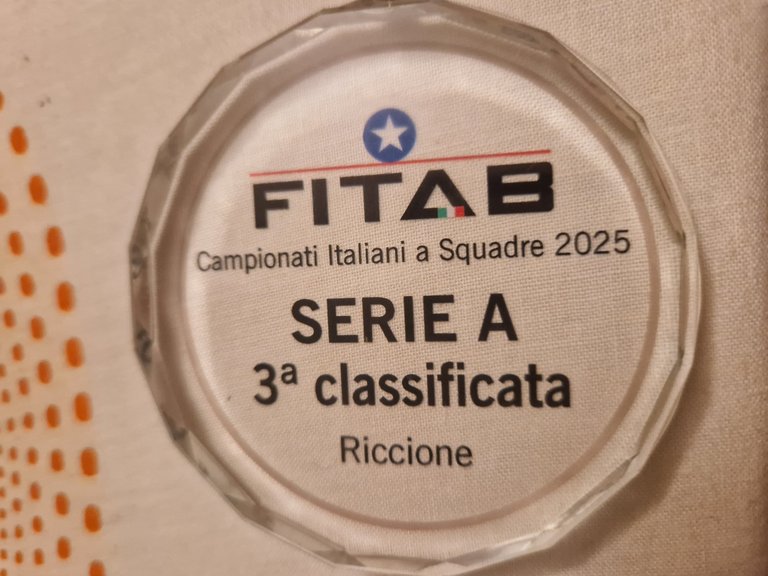 FITAB
Campionati Italiani a Squadre 2025
SERIE A
3ª classificata
Riccione